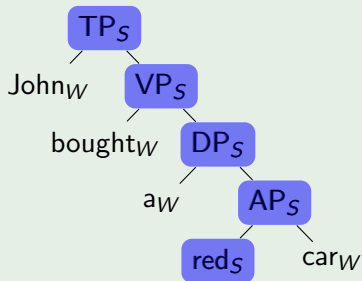 TP_S
John_W VP_S
bought_W DP_S
a_W AP_S
red_S car_W